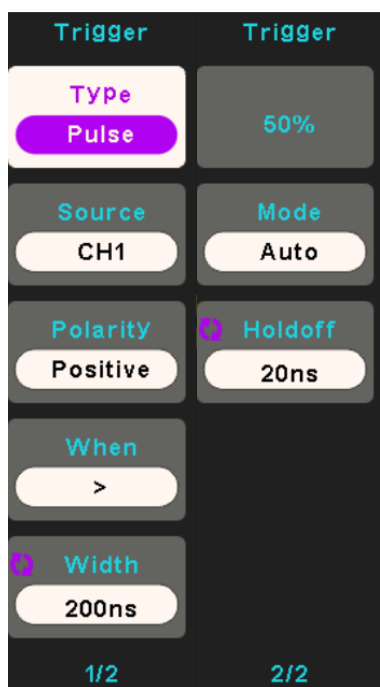 Trigger
Type
Pulse
Source
CH1
Polarity
Positive
When
>
Width
200ns
1/2
Trigger
50%
Mode
Auto
Holdoff
20ns
2/2